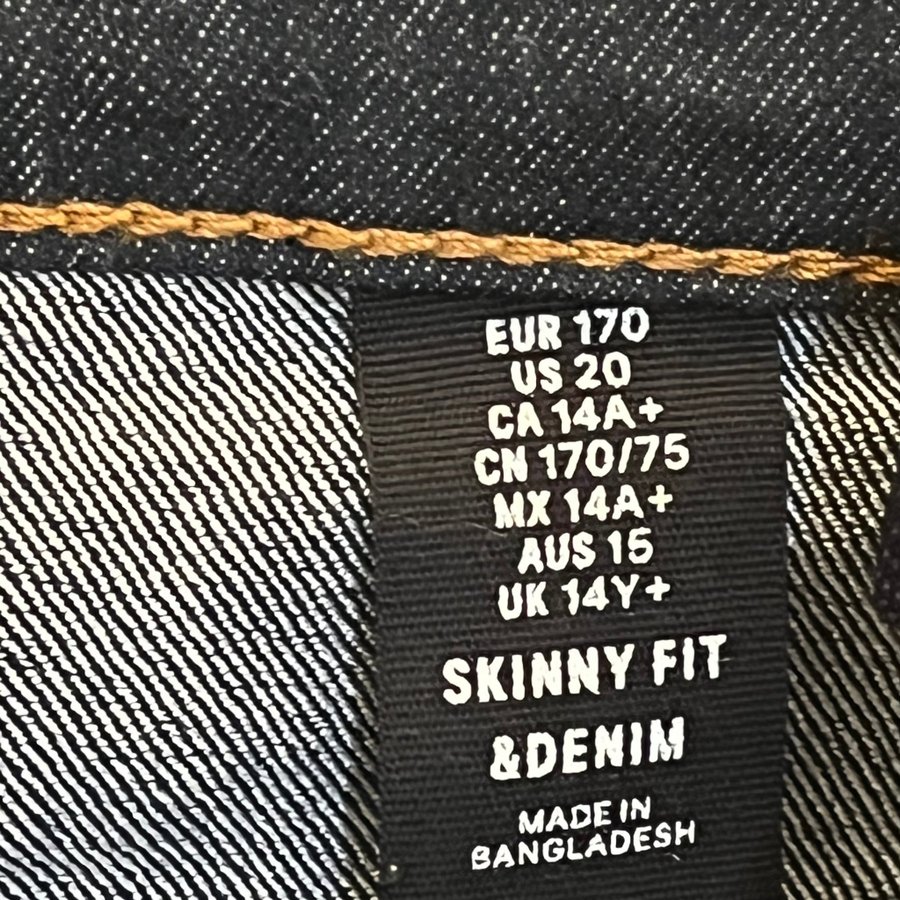 EUR 170
US 20
CA 14A+
CN 170/75
MX 14A+
AUS 15
UK 14Y+
SKINNY FIT
&DENIM
MADE IN
BANGLADESH